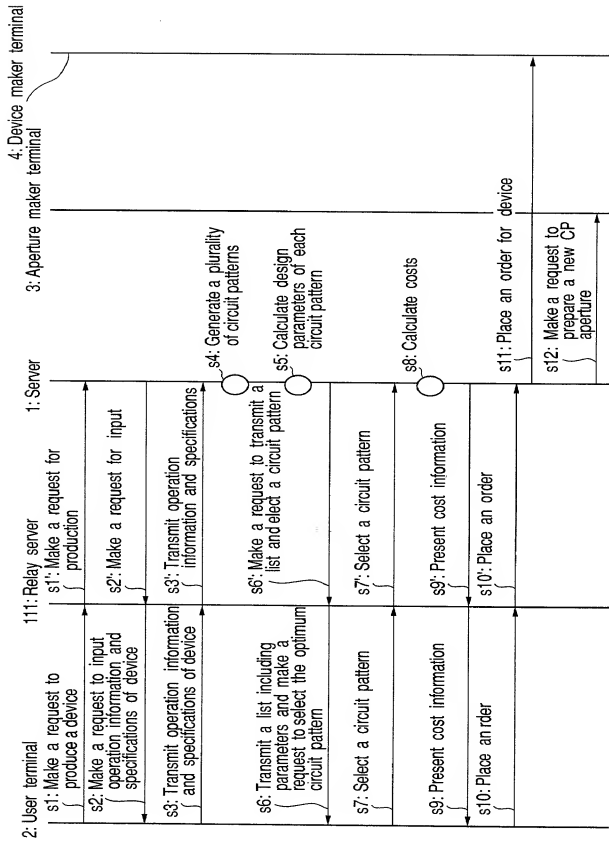 2: User terminal
111: Relay server
1: Server
3: Aperture maker terminal
4: Device maker terminal
s1: Make a request to
produce a device
s1': Make a request for
production
s2: Make a request to input
operation information and
specifications of device
s2': Make a request for input
s3: Transmit operation information
and specifications of device
s3': Transmit operation
information and specifications
s4: Generate a plurality
of circuit patterns
s5: Calculate design
parameters of each
circuit pattern
s6: Transmit a list including
parameters and make a
request to select the optimum
circuit pattern
s6': Make a request to transmit a
list and elect a circuit pattern
s7: Select a circuit pattern
s7': Select a circuit pattern
s8: Calculate costs
s9: Present cost information
s9': Present cost information
s10: Place an rder
s10': Place an order
s11: Place an order for device
s12: Make a request to
prepare a new CP
aperture